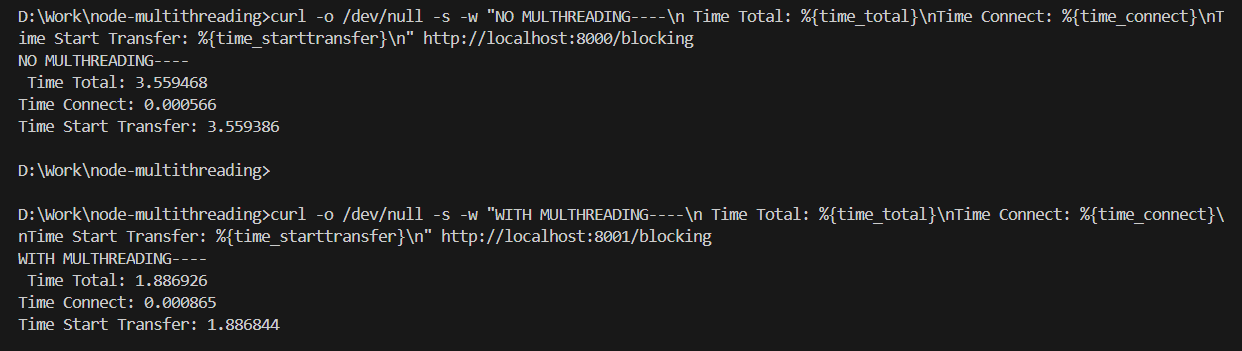 D:\Work\node-multithreading>curl -o /dev/null -s -w "NO MULTHREADING----\n Time Total: %{time_total}\nTime Connect: %{time_connect}\nT
ime Start Transfer: %{time_starttransfer}\n" http://localhost:8000/blocking
NO MULTHREADING----
 Time Total: 3.559468
Time Connect: 0.000566
Time Start Transfer: 3.559386
D:\Work\node-multithreading>
D:\Work\node-multithreading>curl -o /dev/null -s -w "WITH MULTHREADING----\n Time Total: %{time_total}\nTime Connect: %{time_connect}\
nTime Start Transfer: %{time_starttransfer}\n" http://localhost:8001/blocking
WITH MULTHREADING----
 Time Total: 1.886926
Time Connect: 0.000865
Time Start Transfer: 1.886844